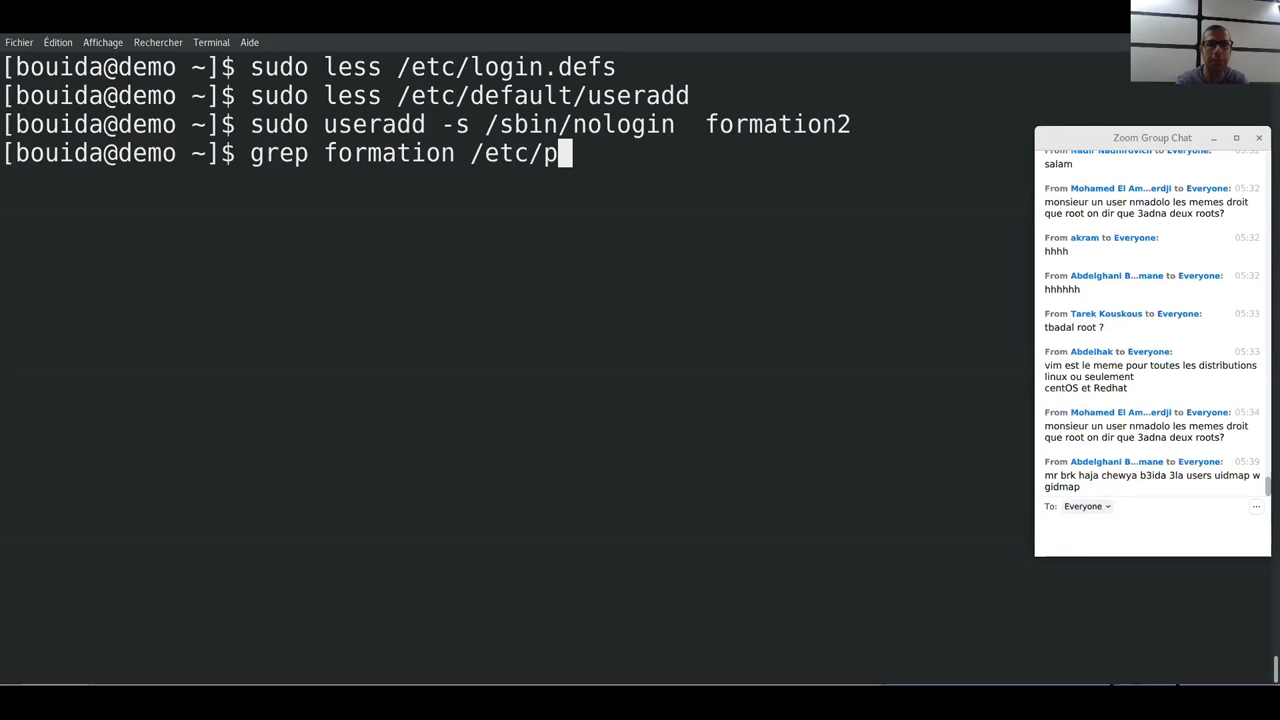 Fichier Édition Affichage Rechercher Terminal Aide
[bouida@demo ~]$ sudo less /etc/login.defs
[bouida@demo ~]$ sudo less /etc/default/useradd
[bouida@demo ~]$ sudo useradd -s /sbin/nologin  formation2
[bouida@demo ~]$ grep formation /etc/p
Zoom Group Chat
salam
From Mohamed El Am...erdji to Everyone: 05:32
monsieur un user nmadolo les memes droit
que root on dir que 3adna deux roots?
From akram to Everyone: 05:32
hhhh
From Abdelghani B...mane to Everyone: 05:32
hhhhhh
From Tarek Kouskous to Everyone: 05:33
tbadal root ?
From Abdelhak to Everyone: 05:33
vim est le meme pour toutes les distributions
linux ou seulement
centOS et Redhat
From Mohamed El Am...erdji to Everyone: 05:34
monsieur un user nmadolo les memes droit
que root on dir que 3adna deux roots?
From Abdelghani B...mane to Everyone: 05:39
mr brk haja chewya b3ida 3la users uidmap w
gidmap
To: Everyone